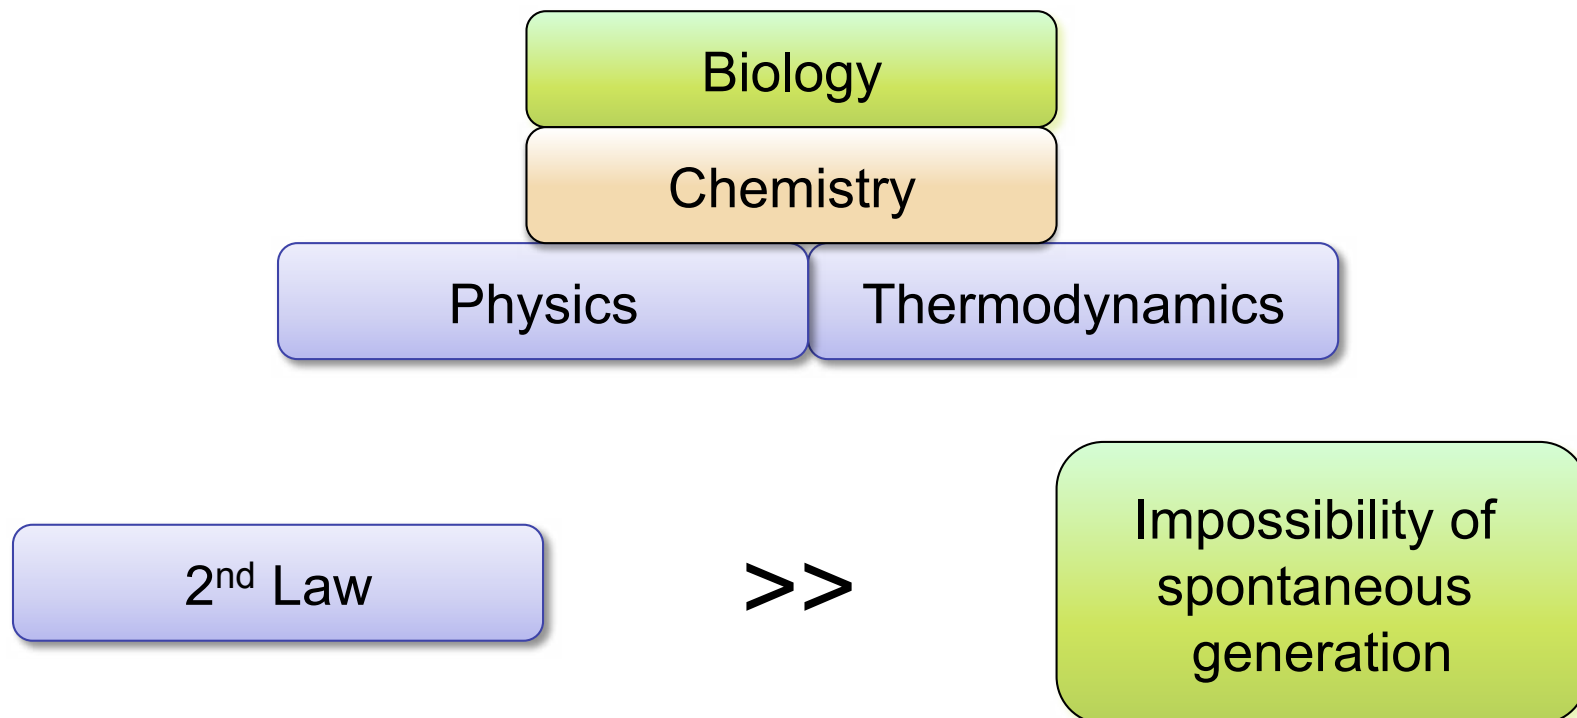 Biology
Chemistry
Physics
Thermodynamics
2nd Law
>>
Impossibility of
spontaneous
generation